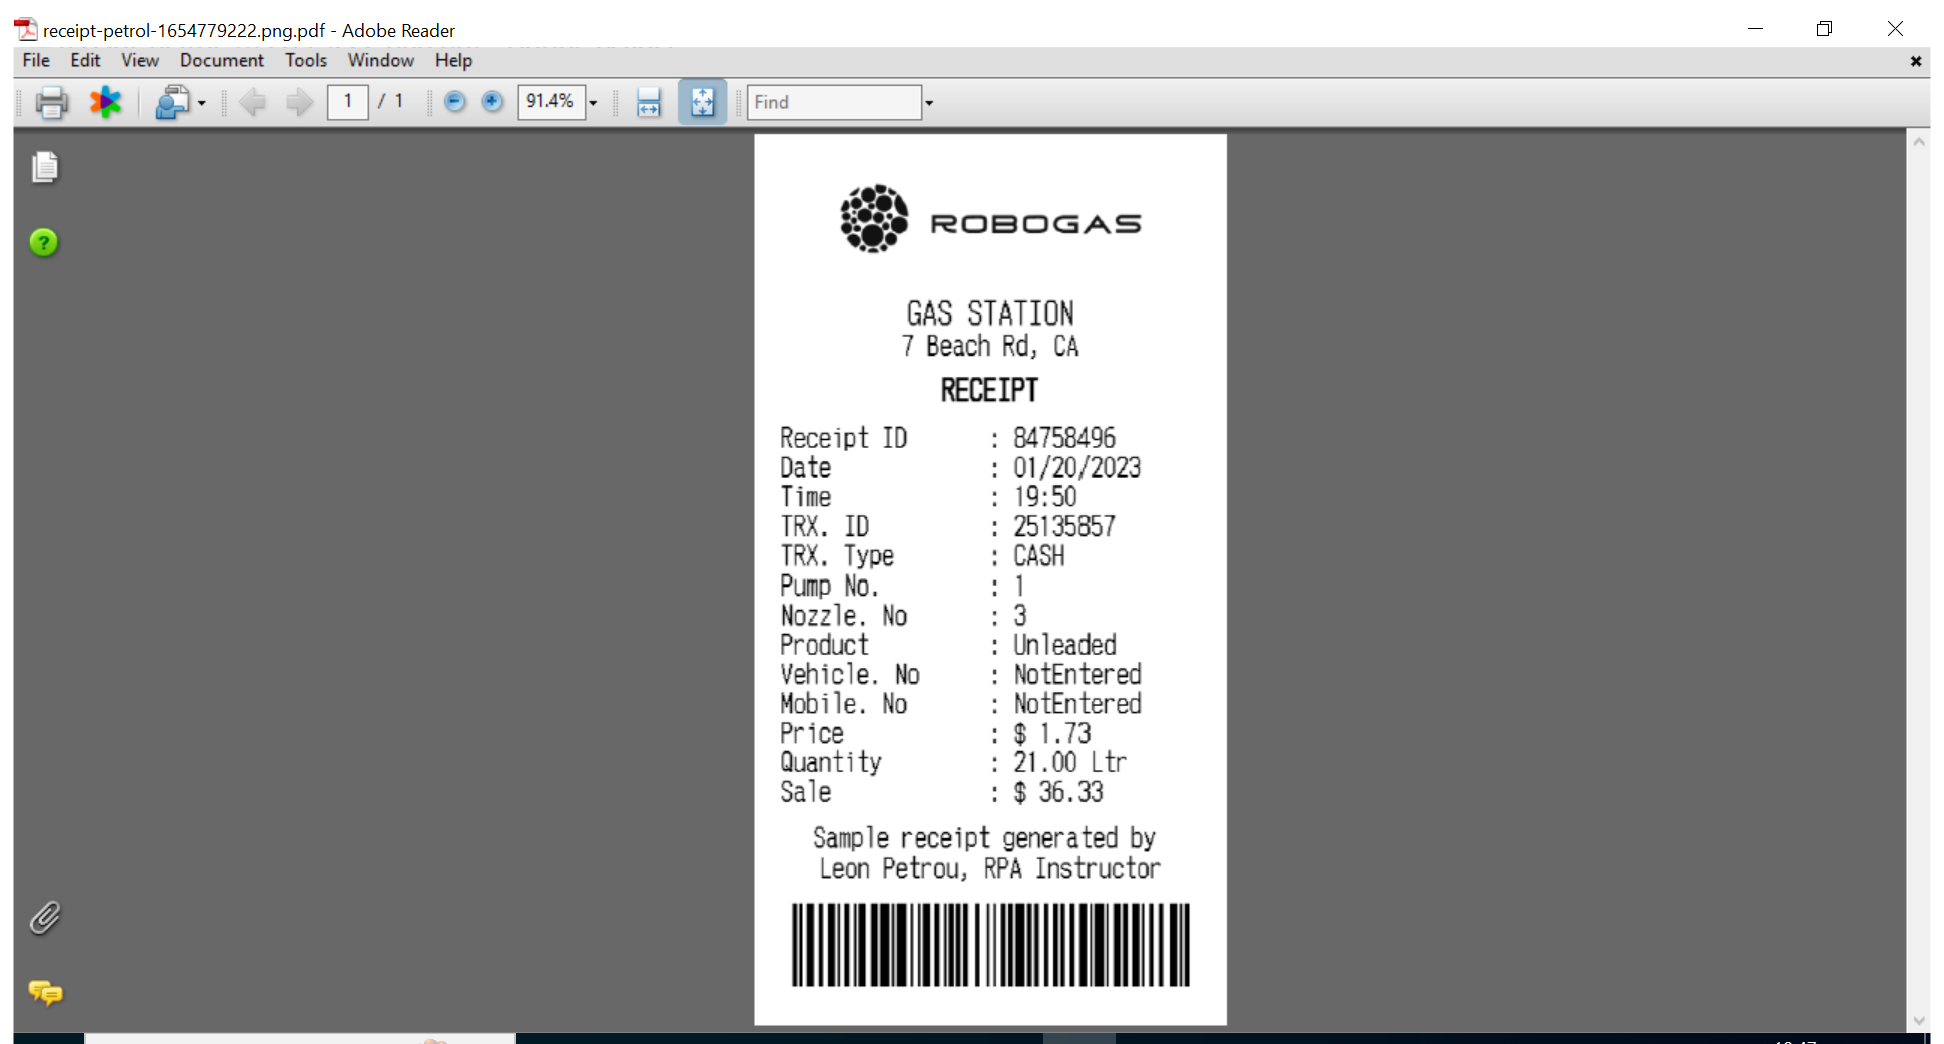 receipt-petrol-1654779222.png.pdf - Adobe Reader
File Edit View Document Tools Window Help
1 / 1 91.4% Find
ROBOGAS
GAS STATION
7 Beach Rd, CA
RECEIPT
Receipt ID : 84758496
Date : 01/20/2023
Time : 19:50
TRX. ID : 25135857
TRX. Type : CASH
Pump No. : 1
Nozzle. No : 3
Product : Unleaded
Vehicle. No : NotEntered
Mobile. No : NotEntered
Price : $ 1.73
Quantity : 21.00 Ltr
Sale : $ 36.33
Sample receipt generated by
Leon Petrou, RPA Instructor